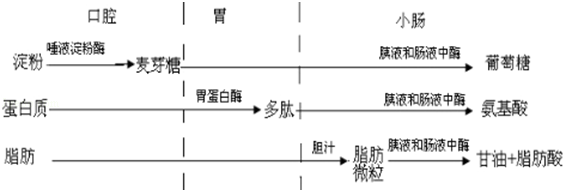 口腔 胃 小肠
唾液淀粉酶 胰液和肠液中酶
淀粉 麦芽糖 葡萄糖
胃蛋白酶 胰液和肠液中酶
蛋白质 多肽 氨基酸
胆汁 胰液和肠液中酶
脂肪 脂肪 甘油+脂肪酸
微粒